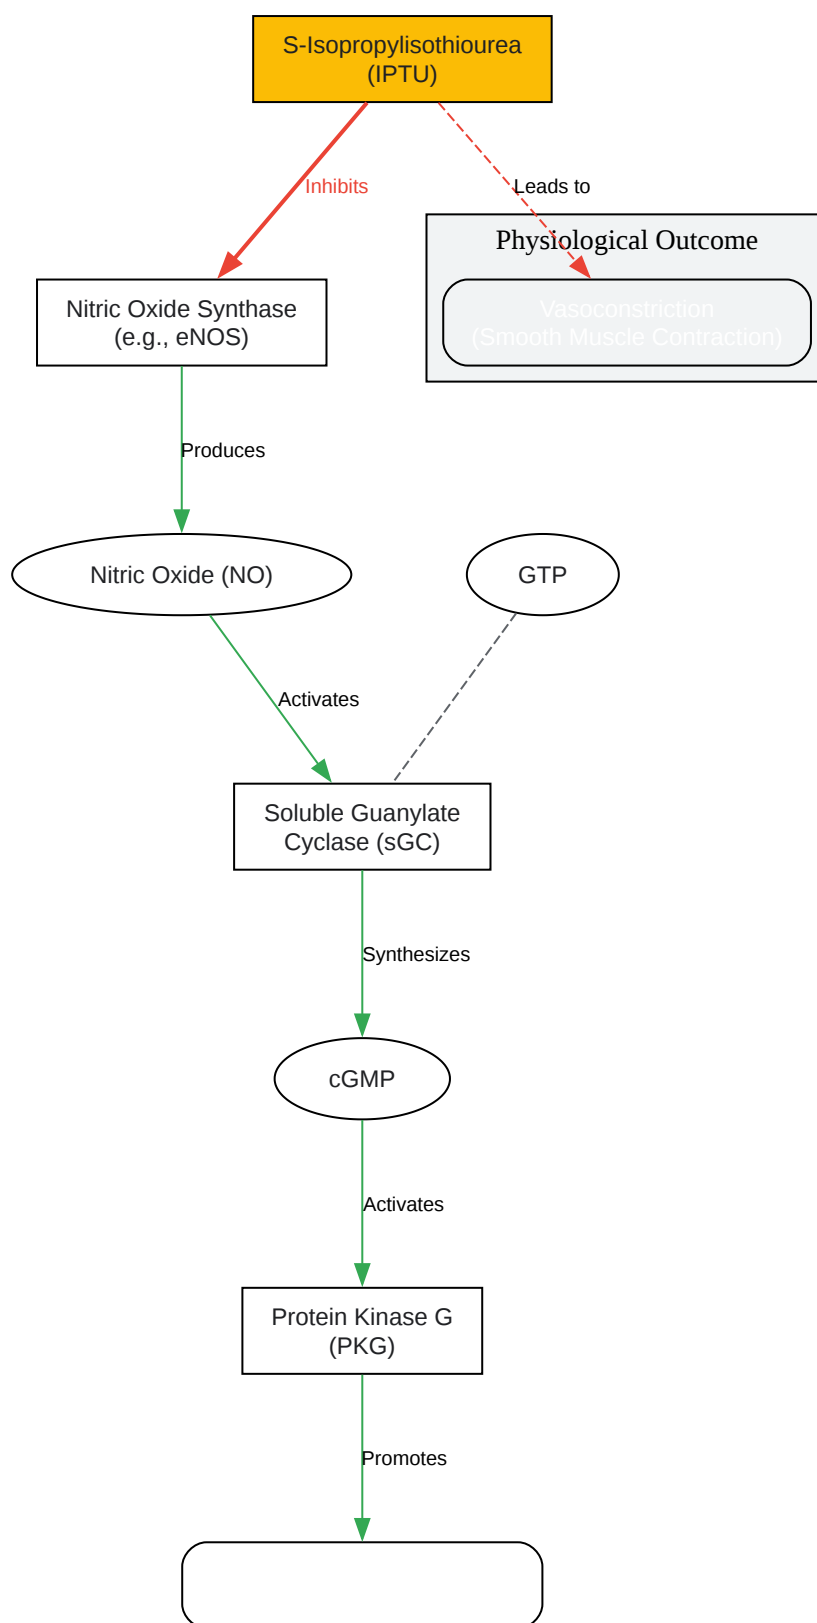 S-Isopropylisothiourea
(IPTU)
Inhibits
Leads to
Physiological Outcome
Nitric Oxide Synthase
(e.g., eNOS)
Vasoconstriction
(Smooth Muscle Contraction)
Produces
Nitric Oxide (NO)
GTP
Activates
Soluble Guanylate
Cyclase (sGC)
Synthesizes
cGMP
Activates
Protein Kinase G
(PKG)
Promotes